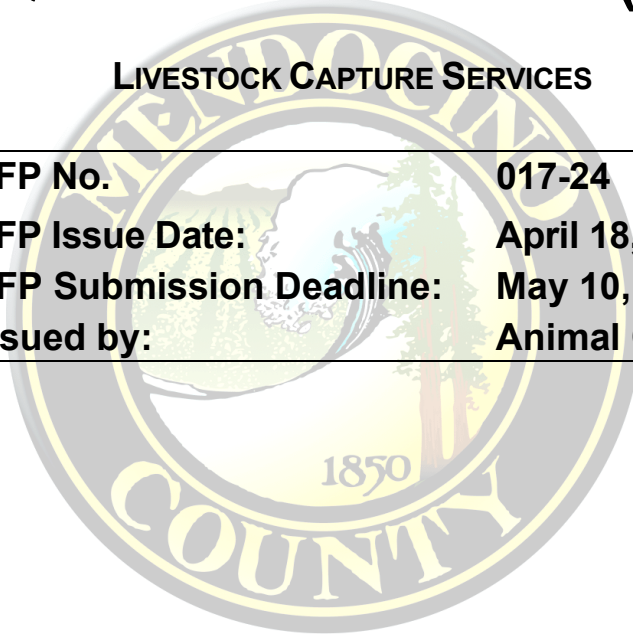 LIVESTOCK CAPTURE SERVICES
FP No. 017-24
FP Issue Date: April 18,
FP Submission Deadline: May 10,
sued by: Animal
MENDOCINO
1850
COUNTY